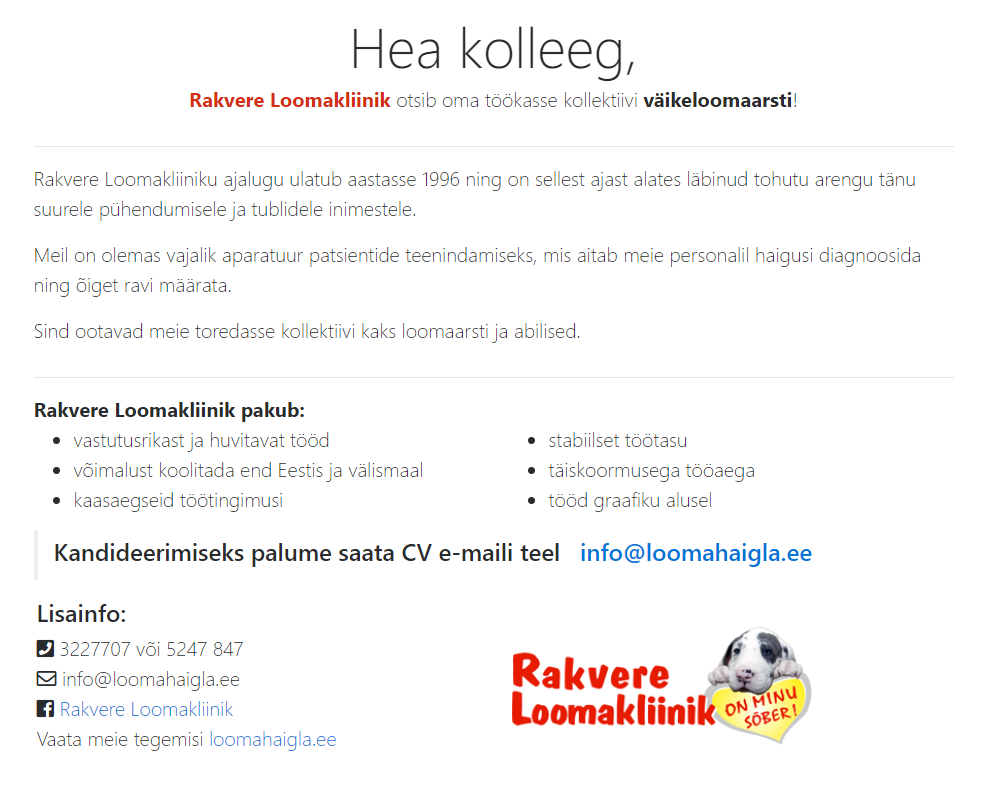 Hea kolleeg,
Rakvere Loomakliinik otsib oma töökasse kollektiivi väikeloomaarsti!
Rakvere Loomakliiniku ajalugu ulatub aastasse 1996 ning on sellest ajast alates läbinud tohutu arengu tänu
suurele pühendumisele ja tublidele inimestele.
Meil on olemas vajalik aparatuur patsientide teenindamiseks, mis aitab meie personalil haigusi diagnoosida
ning õiget ravi määrata.
Sind ootavad meie toredasse kollektiivi kaks loomaarsti ja abilised.
Rakvere Loomakliinik pakub:
• vastutusrikast ja huvitavat tööd
• võimalust koolitada end Eestis ja välismaal
• kaasaegseid töötingimusi
• stabiilset töötasu
• täiskoormusega tööaega
• tööd graafiku alusel
Kandideerimiseks palume saata CV e-maili teel info@loomahaigla.ee
Lisainfo:
3227707 või 5247 847
info@loomahaigla.ee
Rakvere Loomakliinik
Vaata meie tegemisi loomahaigla.ee
Rakvere
Loomakliinik
ON MINU
SÕBER!